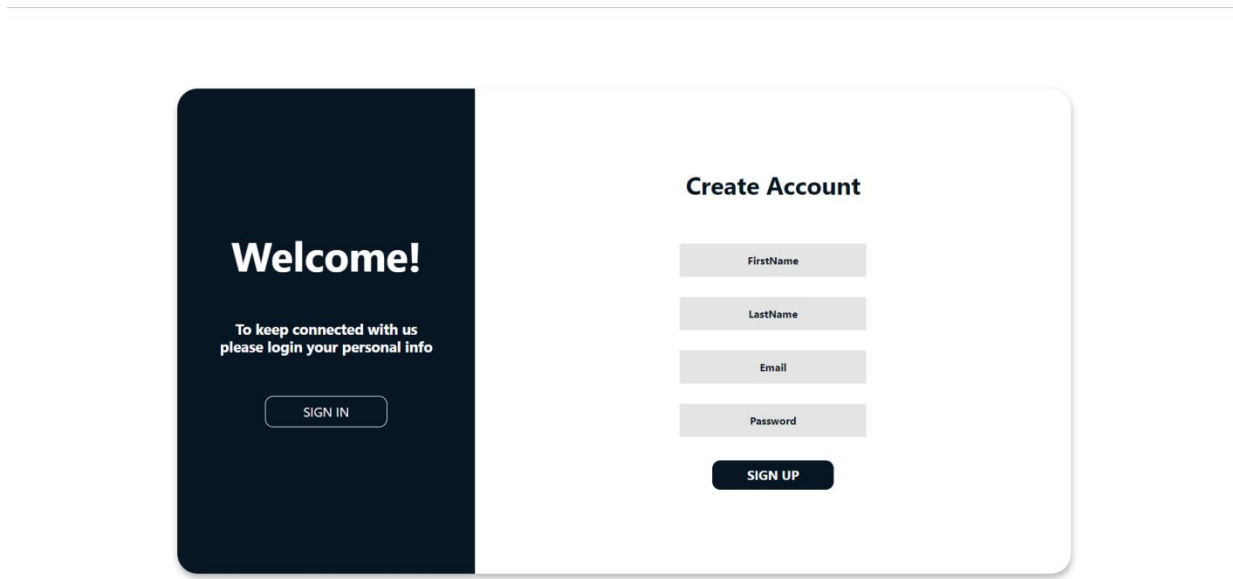 Welcome!
To keep connected with us
please login your personal info
SIGN IN
Create Account
FirstName
LastName
Email
Password
SIGN UP